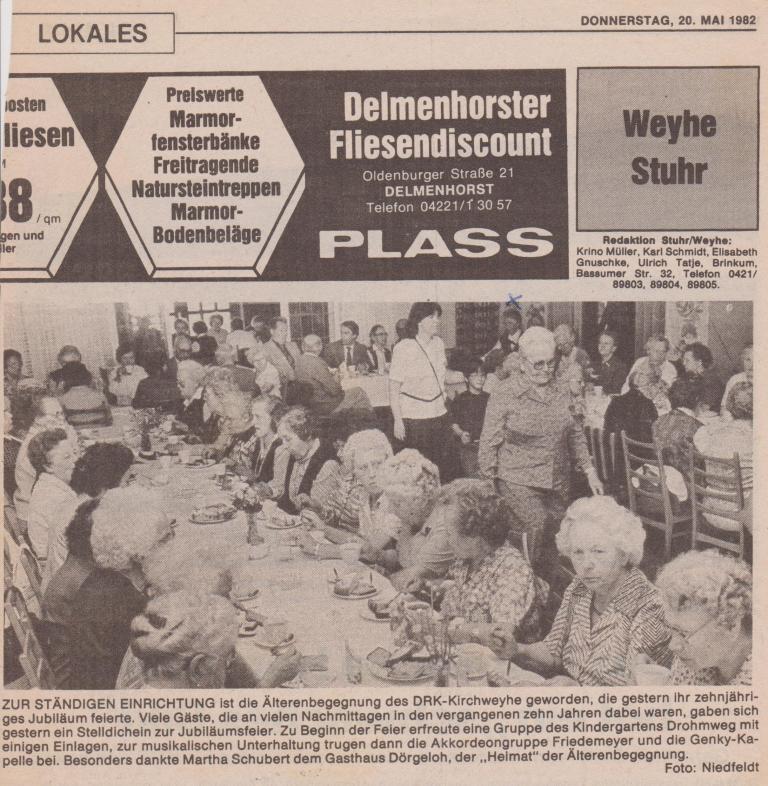 LOKALES
DONNERSTAG, 20. MAI 1982
osten
liesen
/ qm
gen und
ler
Preiswerte
Marmor-
fensterbänke
Freitragende
Natursteintreppen
Marmor-
Bodenbeläge
Delmenhorster
Fliesendiscount
Oldenburger Straße 21
DELMENHORST
Telefon 04221/1 30 57
PLASS
Weyhe
Stuhr
Redaktion Stuhr/Weyhe:
Krino Müller, Karl Schmidt, Elisabeth
Gnuschke, Ulrich Tatje, Brinkum,
Bassumer Str. 32, Telefon 0421/
89803, 89804, 89805.
ZUR STÄNDIGEN EINRICHTUNG ist die Älterenbegegnung des DRK-Kirchweyhe geworden, die gestern ihr zehnjähri-
ges Jubiläum feierte. Viele Gäste, die an vielen Nachmittagen in den vergangenen zehn Jahren dabei waren, gaben sich
gestern ein Stelldichein zur Jubiläumsfeier. Zu Beginn der Feier erfreute eine Gruppe des Kindergartens Drohmweg mit
einigen Einlagen, zur musikalischen Unterhaltung trugen dann die Akkordeongruppe Friedemeyer und die Genky-Ka-
pelle bei. Besonders dankte Martha Schubert dem Gasthaus Dörgeloh, der „Heimat" der Älterenbegegnung.
Foto: Niedfeldt